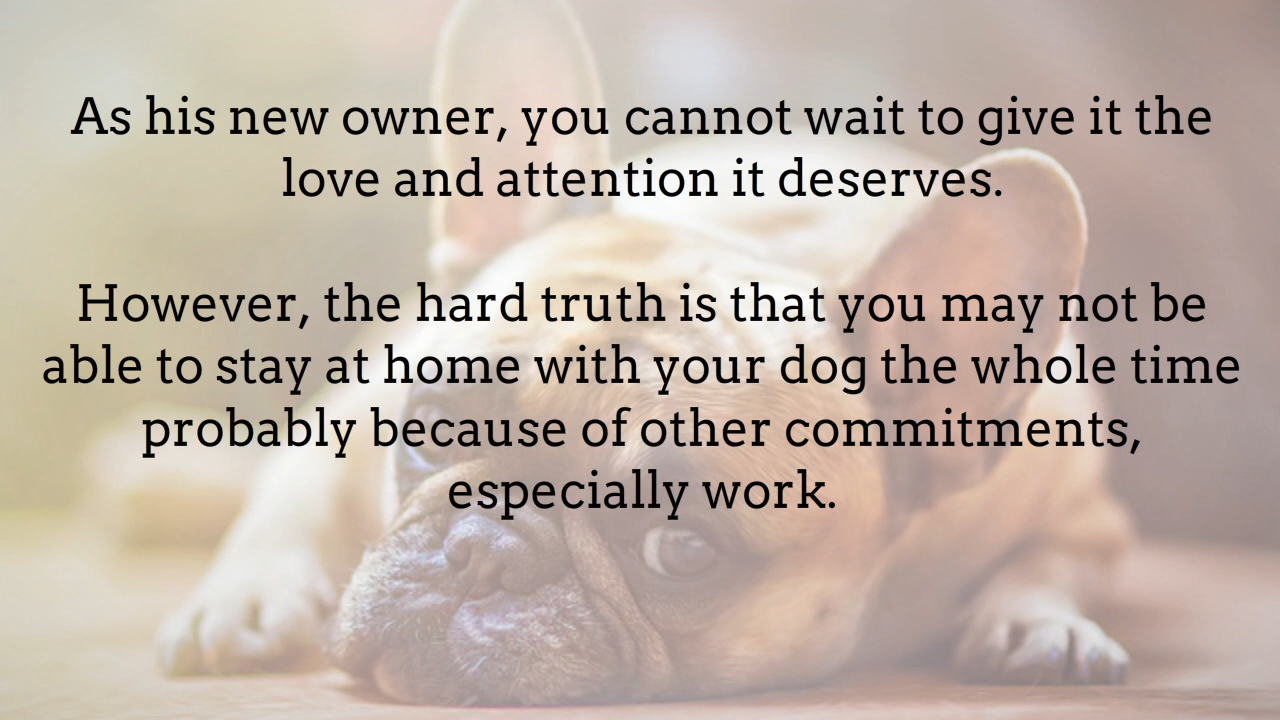 As his new owner, you cannot wait to give it the
love and attention it deserves.
However, the hard truth is that you may not be
able to stay at home with your dog the whole time
probably because of other commitments,
especially work.